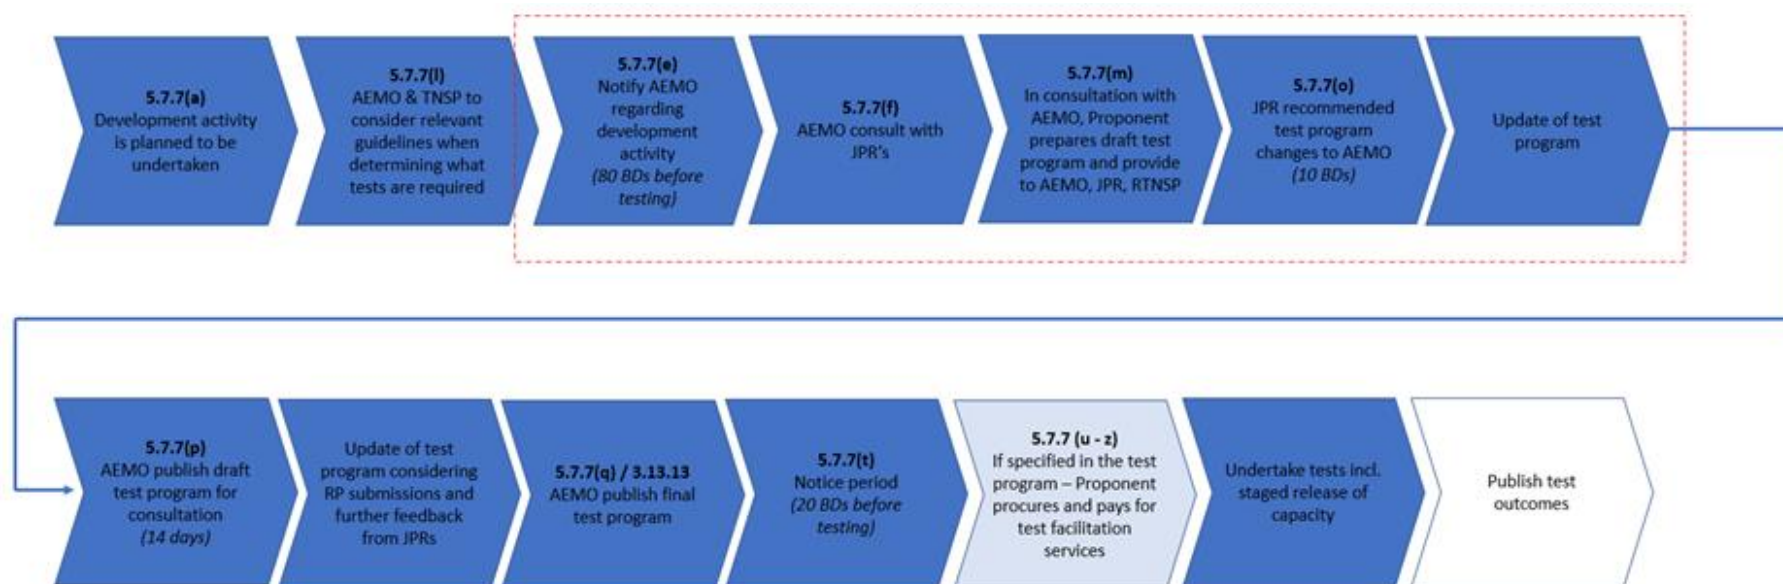 5.7.7(a)
Development activity
is planned to be
undertaken
5.7.7(l)
AEMO & TNSP to
consider relevant
guidelines when
determining what
tests are required
5.7.7(e)
Notify AEMO
regarding
development
activity
(80 BDs before
testing)
5.7.7(f)
AEMO consult with
JPR's
5.7.7(m)
In consultation with
AEMO, Proponent
prepares draft test
program and provide
to AEMO, JPR, RTNSP
5.7.7(o)
JPR recommended
test program
changes to AEMO
(10 BDs)
Update of test
program
5.7.7(p)
AEMO publish draft
test program for
consultation
(14 days)
Update of test
program considering
RP submissions and
further feedback
from JPRs
5.7.7(q) / 3.13.13
AEMO publish final
test program
5.7.7(t)
Notice period
(20 BDs before
testing)
5.7.7 (u - z)
If specified in the test
program – Proponent
procures and pays for
test facilitation
services
Undertake tests incl.
staged release of
capacity
Publish test
outcomes